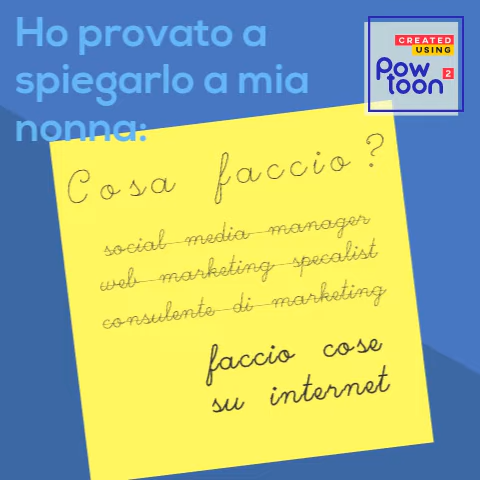 Ho provato a
spiegarlo a mia
nonna:
CREATED
USING
Powtoon 2
Cosa faccio?
social media manager
web marketing specalist
consulente di marketing
faccio cose
su internet